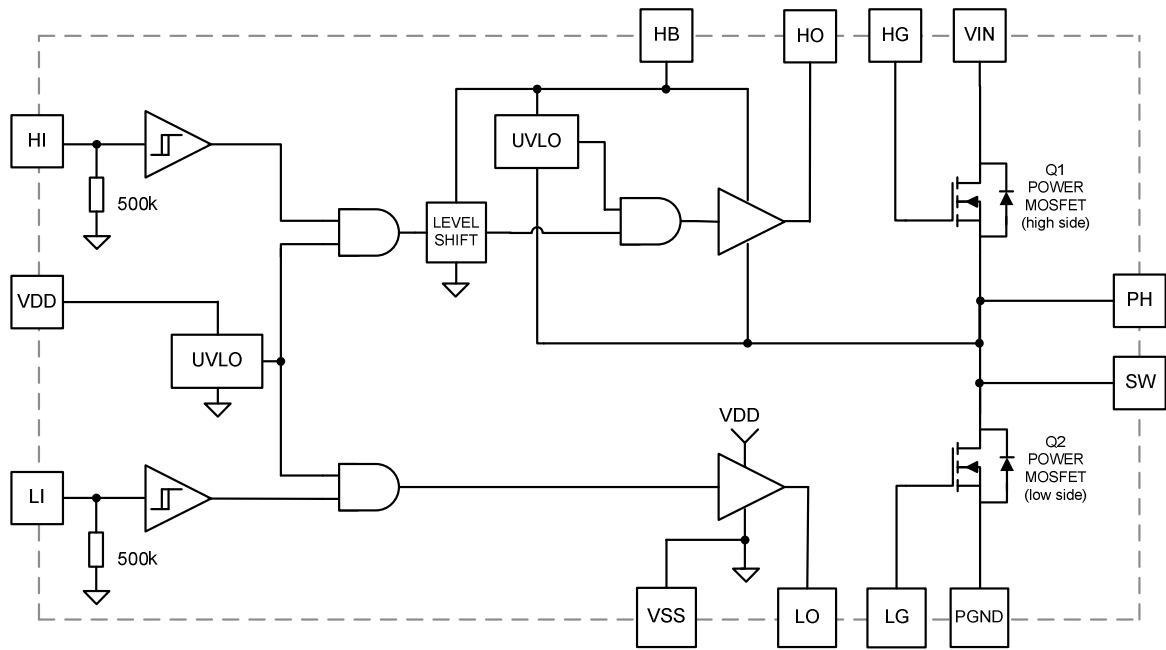 HB
HO
HG
VIN
HI
500k
UVLO
LEVEL
SHIFT
Q1
POWER
MOSFET
(high side)
VDD
UVLO
PH
SW
VDD
LI
500k
Q2
POWER
MOSFET
(low side)
VSS
LO
LG
PGND